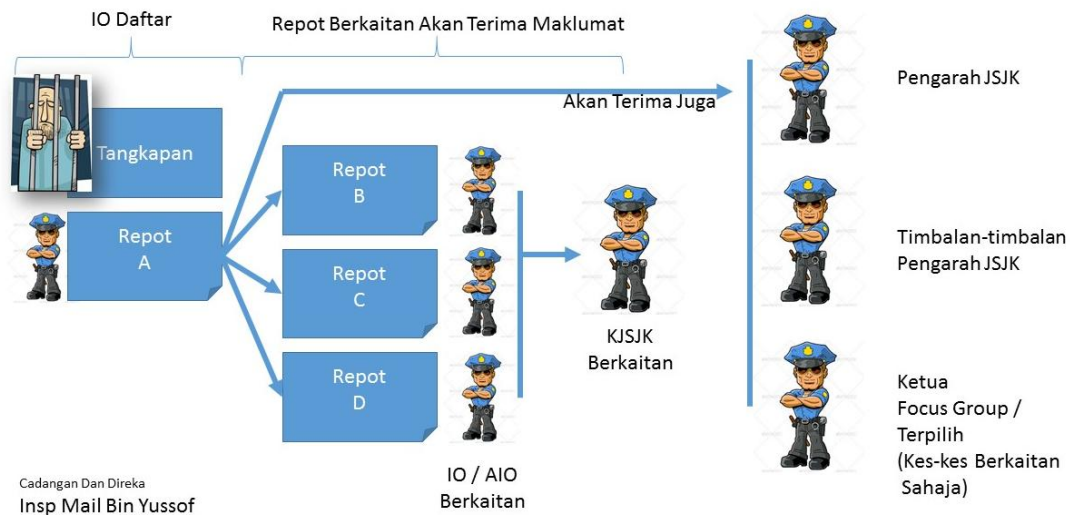 IO Daftar
Repot Berkaitan Akan Terima Maklumat
Akan Terima Juga
Pengarah JSJK
Tangkapan
Repot
A
Repot
B
Repot
C
Repot
D
KJSJK
Berkaitan
Timbalan-timbalan
Pengarah JSJK
Ketua
Focus Group /
Terpilih
(Kes-kes Berkaitan
Sahaja)
IO / AIO
Berkaitan
Cadangan Dan Direka
Insp Mail Bin Yussof